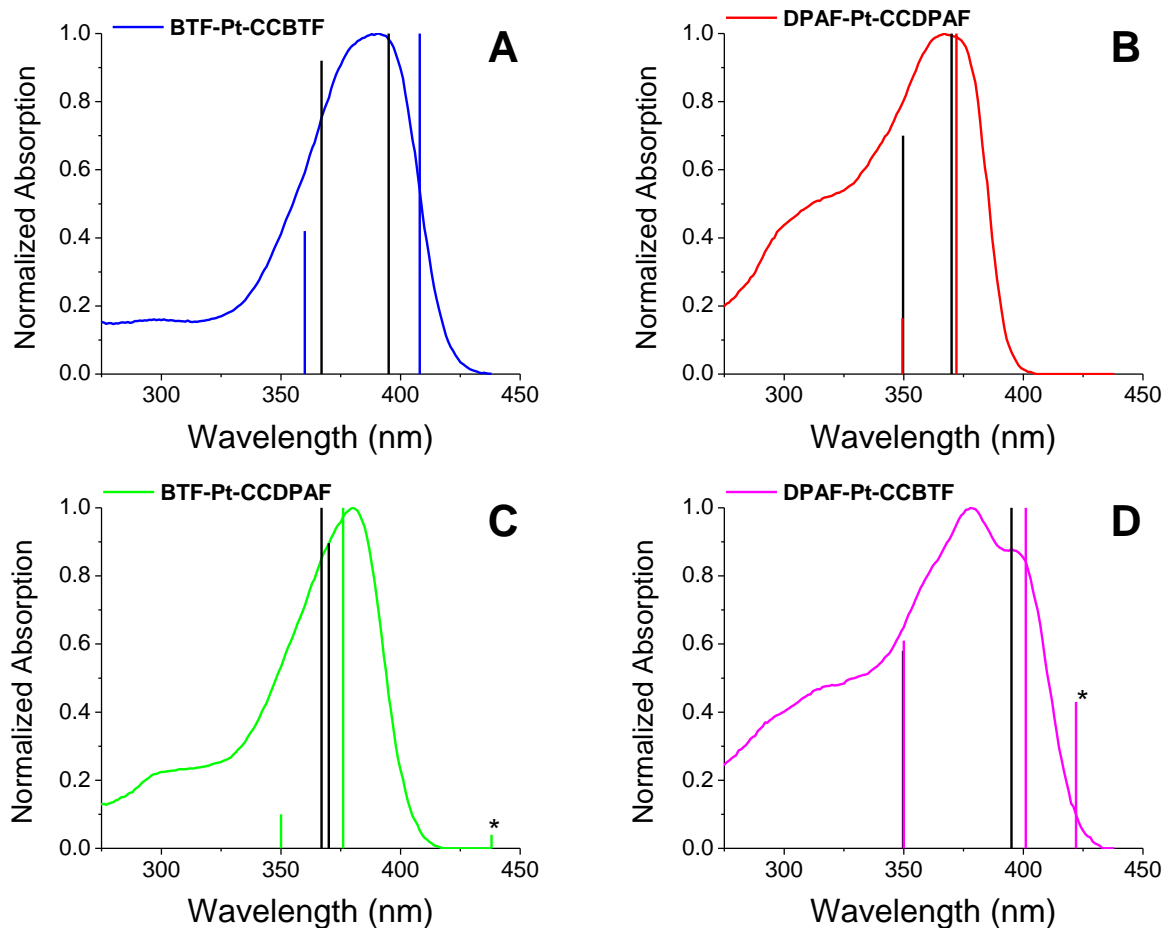 BTF-Pt-CCBTF
A
1.0
0.8
0.6
0.4
0.2
0.0
Normalized Absorption
300 350 400 450
Wavelength (nm)
DPAF-Pt-CCDPAF
B
1.0
0.8
0.6
0.4
0.2
0.0
Normalized Absorption
300 350 400 450
Wavelength (nm)
BTF-Pt-CCDPAF
C
1.0
0.8
0.6
0.4
0.2
0.0
Normalized Absorption
*
300 350 400 450
Wavelength (nm)
DPAF-Pt-CCBTF
D
1.0
0.8
0.6
0.4
0.2
0.0
Normalized Absorption
*
300 350 400 450
Wavelength (nm)